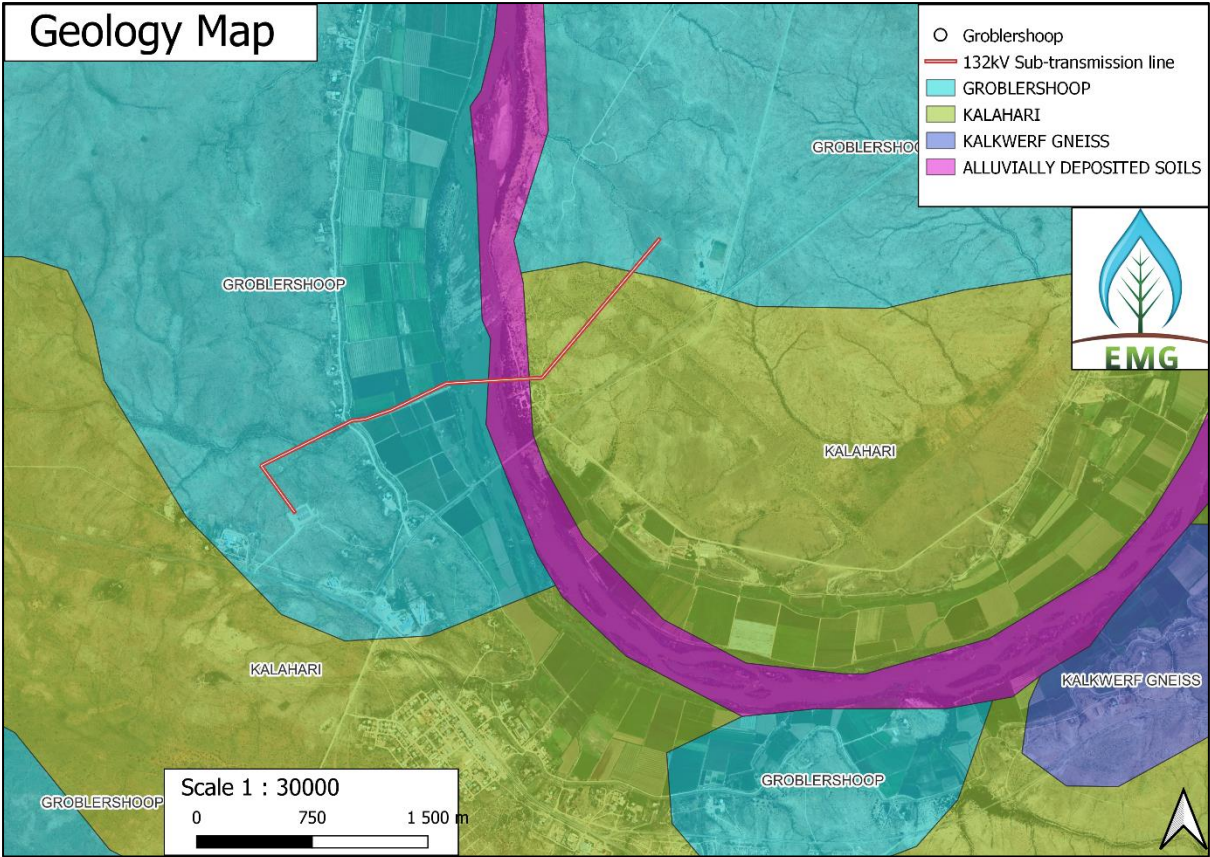 Geology Map
Groblershoop
132kV Sub-transmission line
GROBLERSHOOP
KALAHARI
KALKWERF GNEISS
ALLUVIALLY DEPOSITED SOILS
GROBLERSHOO
EMG
GROBLERSHOOP
KALAHARI
KALAHARI
KALKWERF GNEISS
GROBLERSHOOP
GROBLERSHOOP
Scale 1 : 30000
0 750 1 500 m